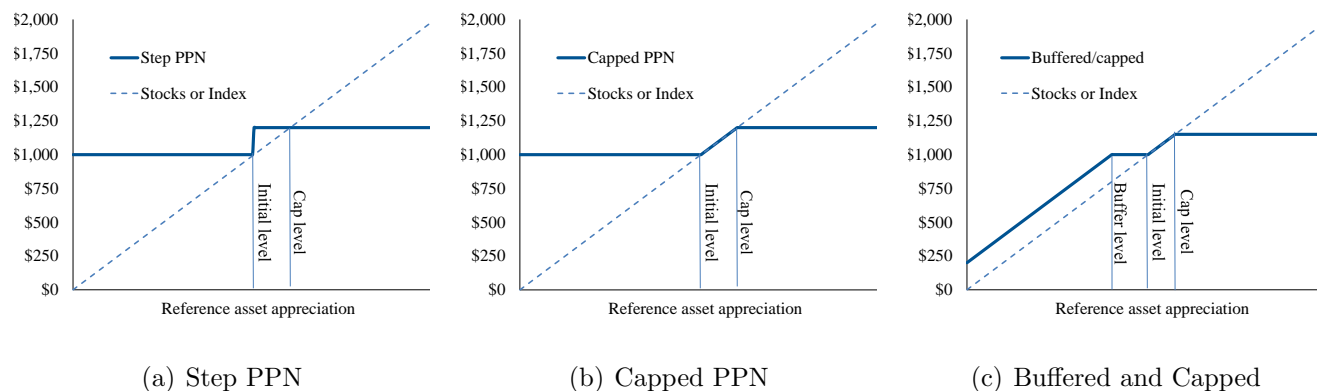 $2,000
$1,750
$1,500
$1,250
$1,000
$750
$500
$250
$0
Step PPN
Stocks or Index
Initial level
Cap level
Reference asset appreciation
(a) Step PPN
$2,000
$1,750
$1,500
$1,250
$1,000
$750
$500
$250
$0
Capped PPN
Stocks or Index
Initial level
Cap level
Reference asset appreciation
(b) Capped PPN
$2,000
$1,750
$1,500
$1,250
$1,000
$750
$500
$250
$0
Buffered/capped
Stocks or Index
Buffer level
Initial level
Cap level
Reference asset appreciation
(c) Buffered and Capped